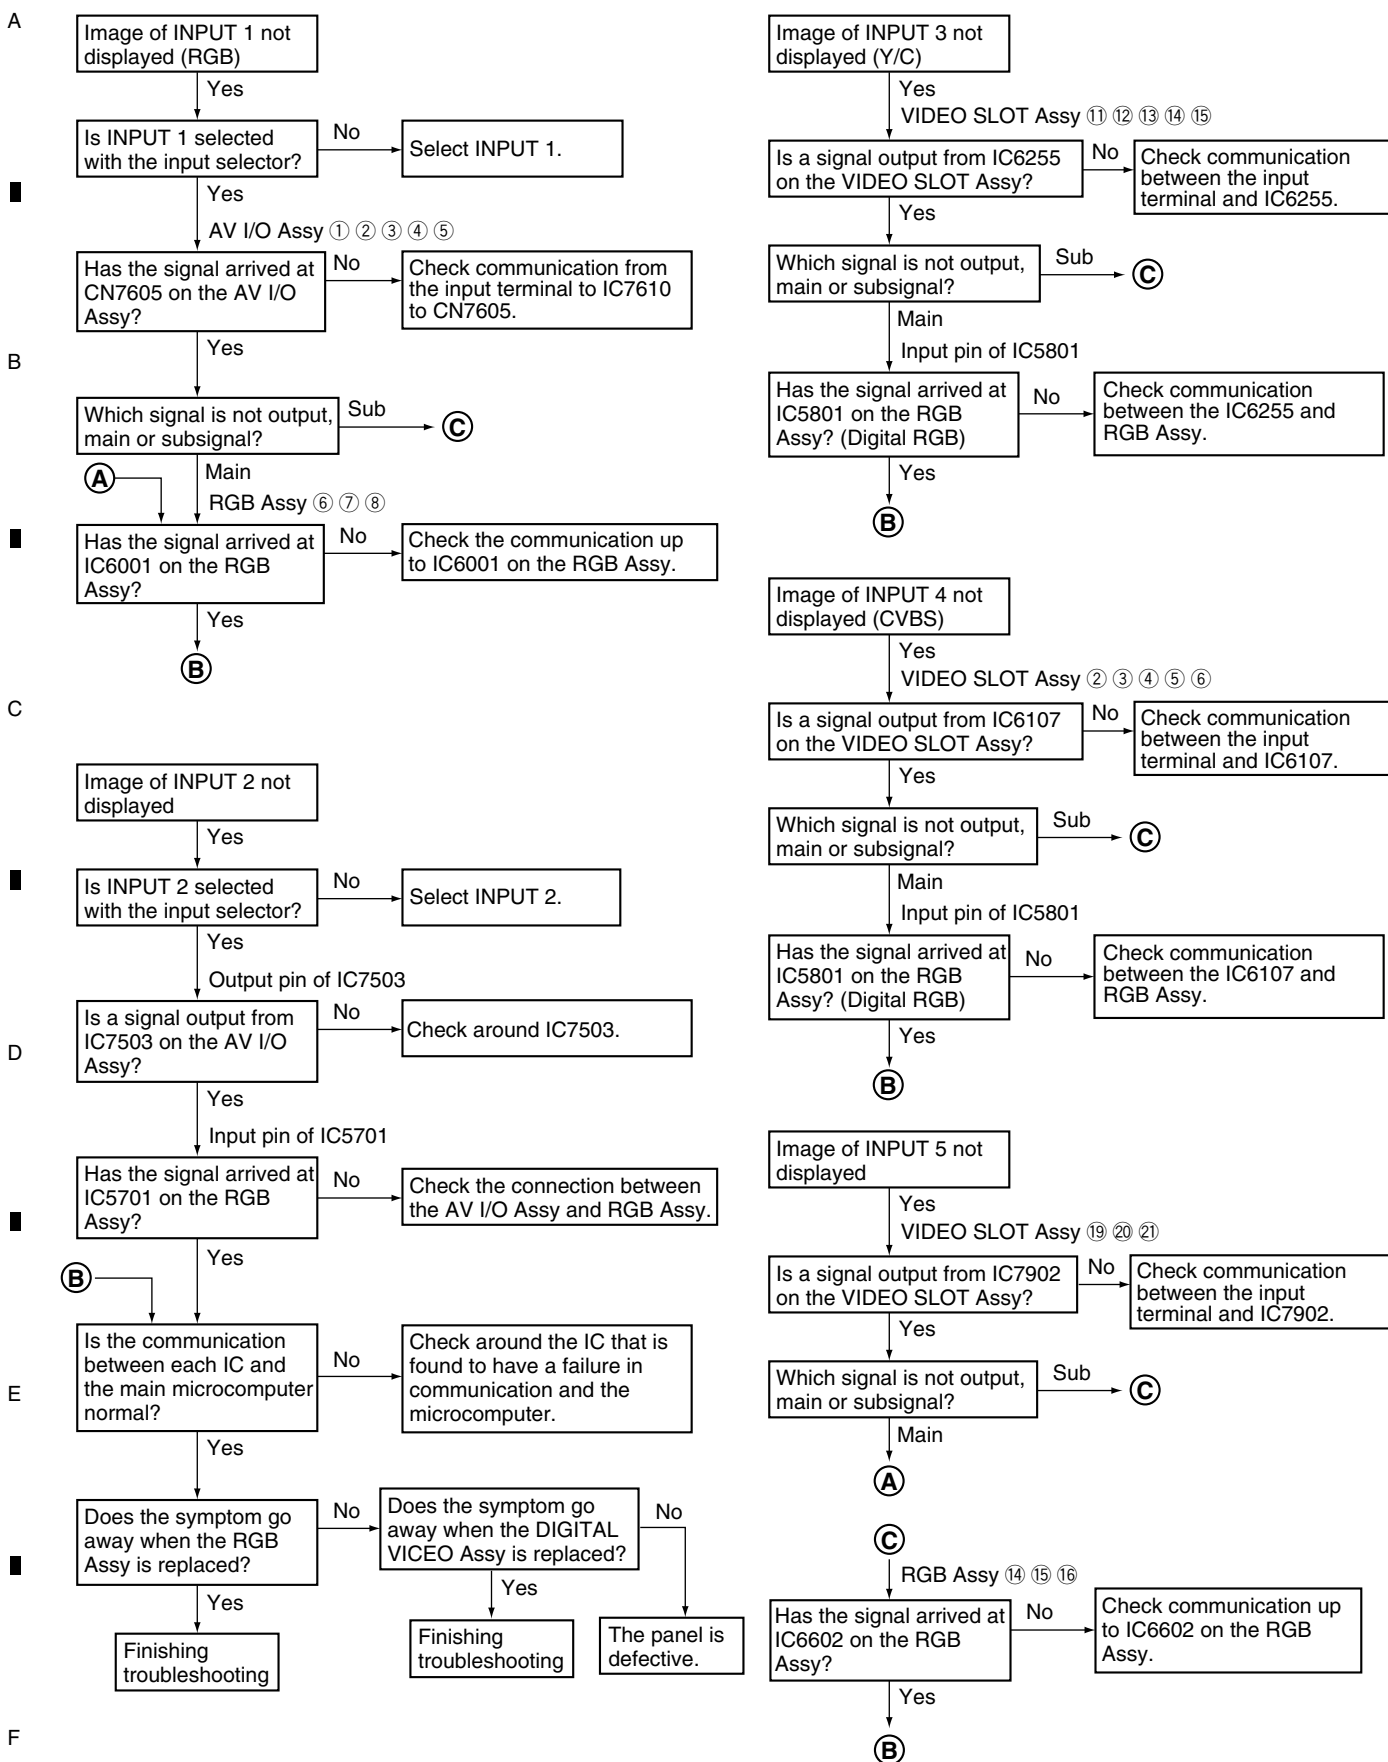 A
Image of INPUT 1 not
displayed (RGB)
Yes
Is INPUT 1 selected
with the input selector?
No
Select INPUT 1.
Yes
AV I/O Assy ① ② ③ ④ ⑤
Has the signal arrived at
CN7605 on the AV I/O
Assy?
No
Check communication from
the input terminal to IC7610
to CN7605.
Yes
B
Which signal is not output,
main or subsignal?
Sub
C
Main
A
RGB Assy ⑥ ⑦ ⑧
Has the signal arrived at
IC6001 on the RGB
Assy?
No
Check the communication up
to IC6001 on the RGB Assy.
Yes
B
C
Image of INPUT 2 not
displayed
Yes
Is INPUT 2 selected
with the input selector?
No
Select INPUT 2.
Yes
Output pin of IC7503
Is a signal output from
IC7503 on the AV I/O
Assy?
No
Check around IC7503.
D
Yes
Input pin of IC5701
Has the signal arrived at
IC5701 on the RGB
Assy?
No
Check the connection between
the AV I/O Assy and RGB Assy.
Yes
B
Is the communication
between each IC and
the main microcomputer
normal?
No
Check around the IC that is
found to have a failure in
communication and the
microcomputer.
E
Yes
Does the symptom go
away when the RGB
Assy is replaced?
No
Does the symptom go
away when the DIGITAL
VICEO Assy is replaced?
No
Yes
Finishing
troubleshooting
Yes
Finishing
troubleshooting
The panel is
defective.
F
Image of INPUT 3 not
displayed (Y/C)
Yes
VIDEO SLOT Assy ⑪ ⑫ ⑬ ⑭ ⑮
Is a signal output from IC6255
on the VIDEO SLOT Assy?
No
Check communication
between the input
terminal and IC6255.
Yes
Which signal is not output,
main or subsignal?
Sub
C
Main
Input pin of IC5801
Has the signal arrived at
IC5801 on the RGB
Assy? (Digital RGB)
No
Check communication
between the IC6255 and
RGB Assy.
Yes
B
Image of INPUT 4 not
displayed (CVBS)
Yes
VIDEO SLOT Assy ② ③ ④ ⑤ ⑥
Is a signal output from IC6107
on the VIDEO SLOT Assy?
No
Check communication
between the input
terminal and IC6107.
Yes
Which signal is not output,
main or subsignal?
Sub
C
Main
Input pin of IC5801
Has the signal arrived at
IC5801 on the RGB
Assy? (Digital RGB)
No
Check communication
between the IC6107 and
RGB Assy.
Yes
B
Image of INPUT 5 not
displayed
Yes
VIDEO SLOT Assy ⑲ ⑳ ㉑
Is a signal output from IC7902
on the VIDEO SLOT Assy?
No
Check communication
between the input
terminal and IC7902.
Yes
Which signal is not output,
main or subsignal?
Sub
C
Main
A
C
RGB Assy ⑭ ⑮ ⑯
Has the signal arrived at
IC6602 on the RGB
Assy?
No
Check communication up
to IC6602 on the RGB
Assy.
Yes
B